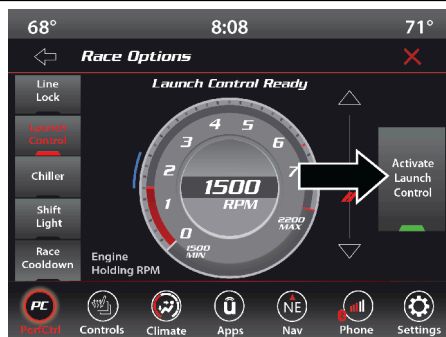 68°
8:08
71°
Race Options
Line
Lock
Launch
Control
Chiller
Shift
Light
Race
Cooldown
Launch Control Ready
0
1
2
3
4
5
6
7
1500
RPM
1500
MIN
2200
MAX
Engine
Holding RPM
Activate
Launch
Control
PC
PerfCtrl
Controls
Climate
û
Apps
NE
Nav
Phone
Settings